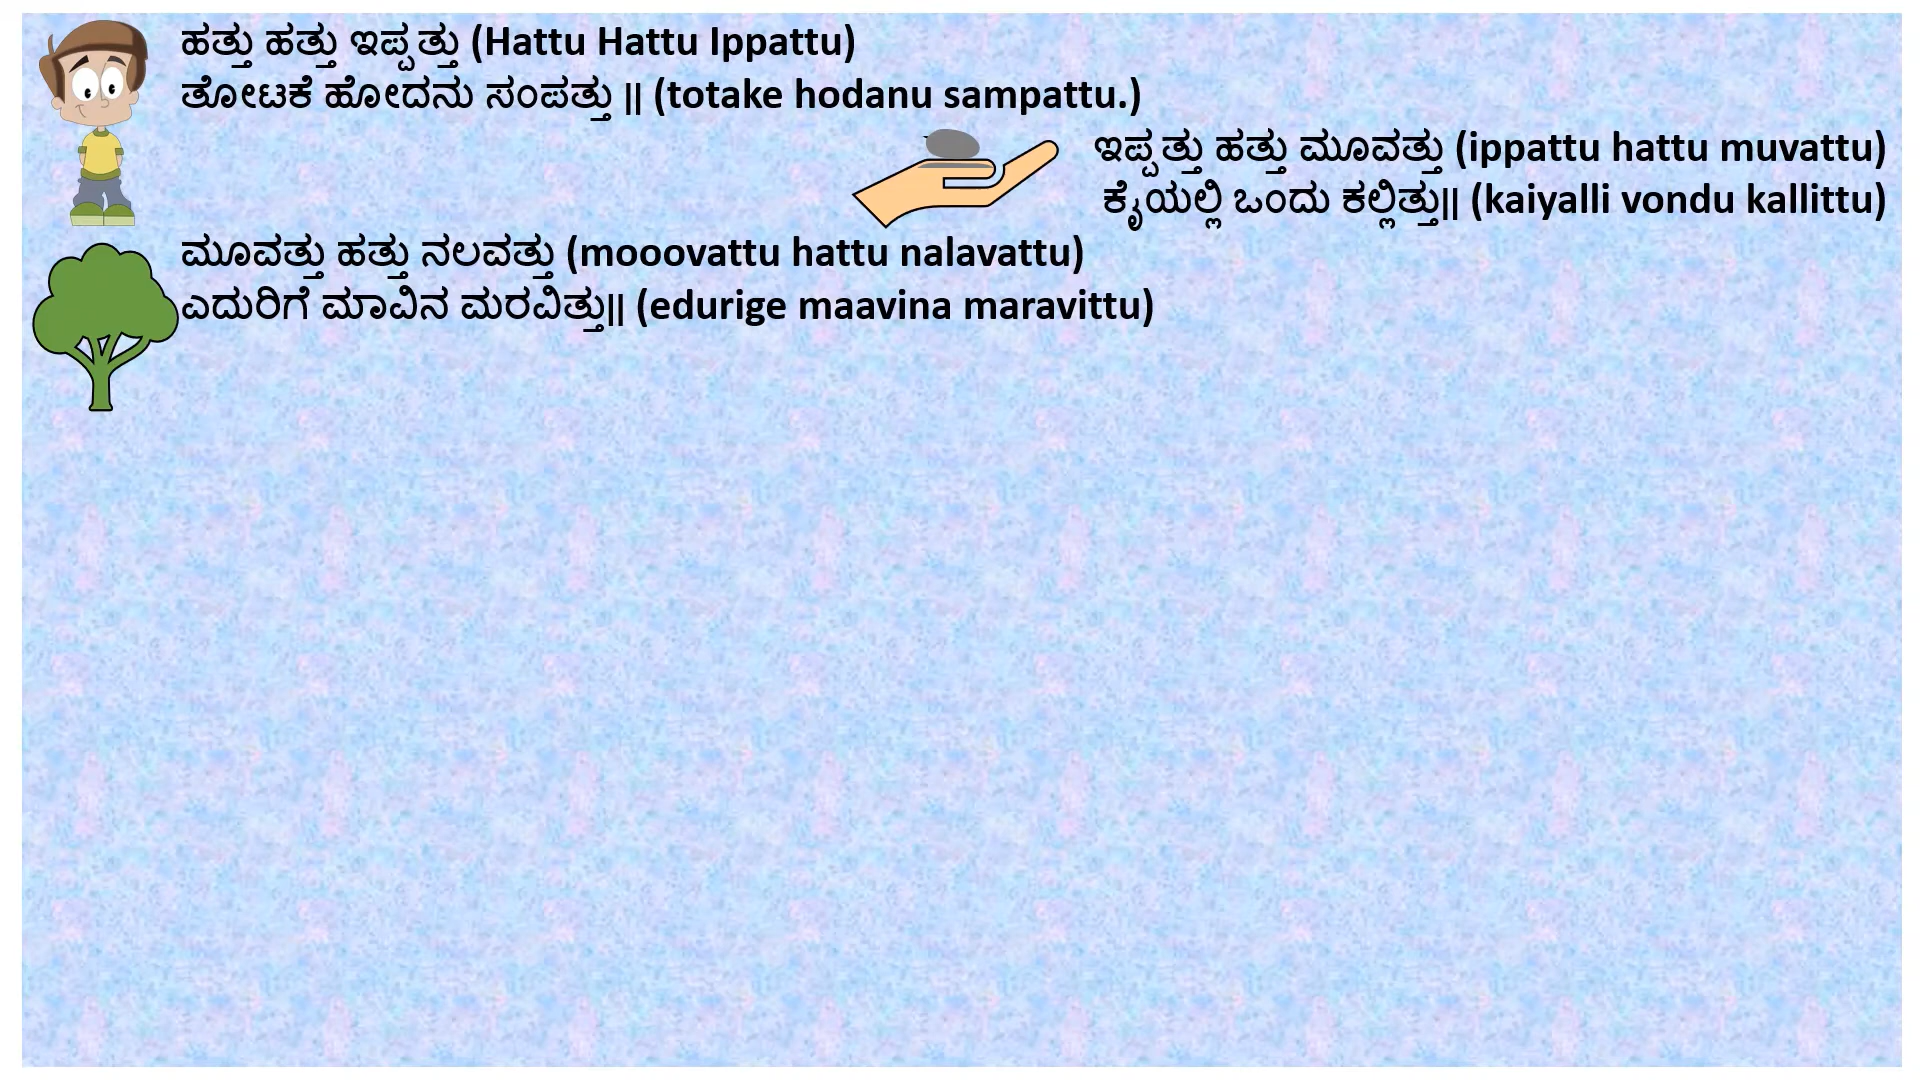 ಹತ್ತು ಹತ್ತು ಇಪ್ಪತ್ತು (Hattu Hattu Ippattu)
ತೋಟಕೆ ಹೋದನು ಸಂಪತ್ತು || (totake hodanu sampattu.)
ಇಪ್ಪತ್ತು ಹತ್ತು ಮೂವತ್ತು (ippattu hattu muvattu)
ಕೈಯಲ್ಲಿ ಒಂದು ಕಲ್ಲಿತ್ತು|| (kaiyalli vondu kallittu)
ಮೂವತ್ತು ಹತ್ತು ನಲವತ್ತು (mooovattu hattu nalavattu)
ಎದುರಿಗೆ ಮಾವಿನ ಮರವಿತ್ತು|| (edurige maavina maravittu)